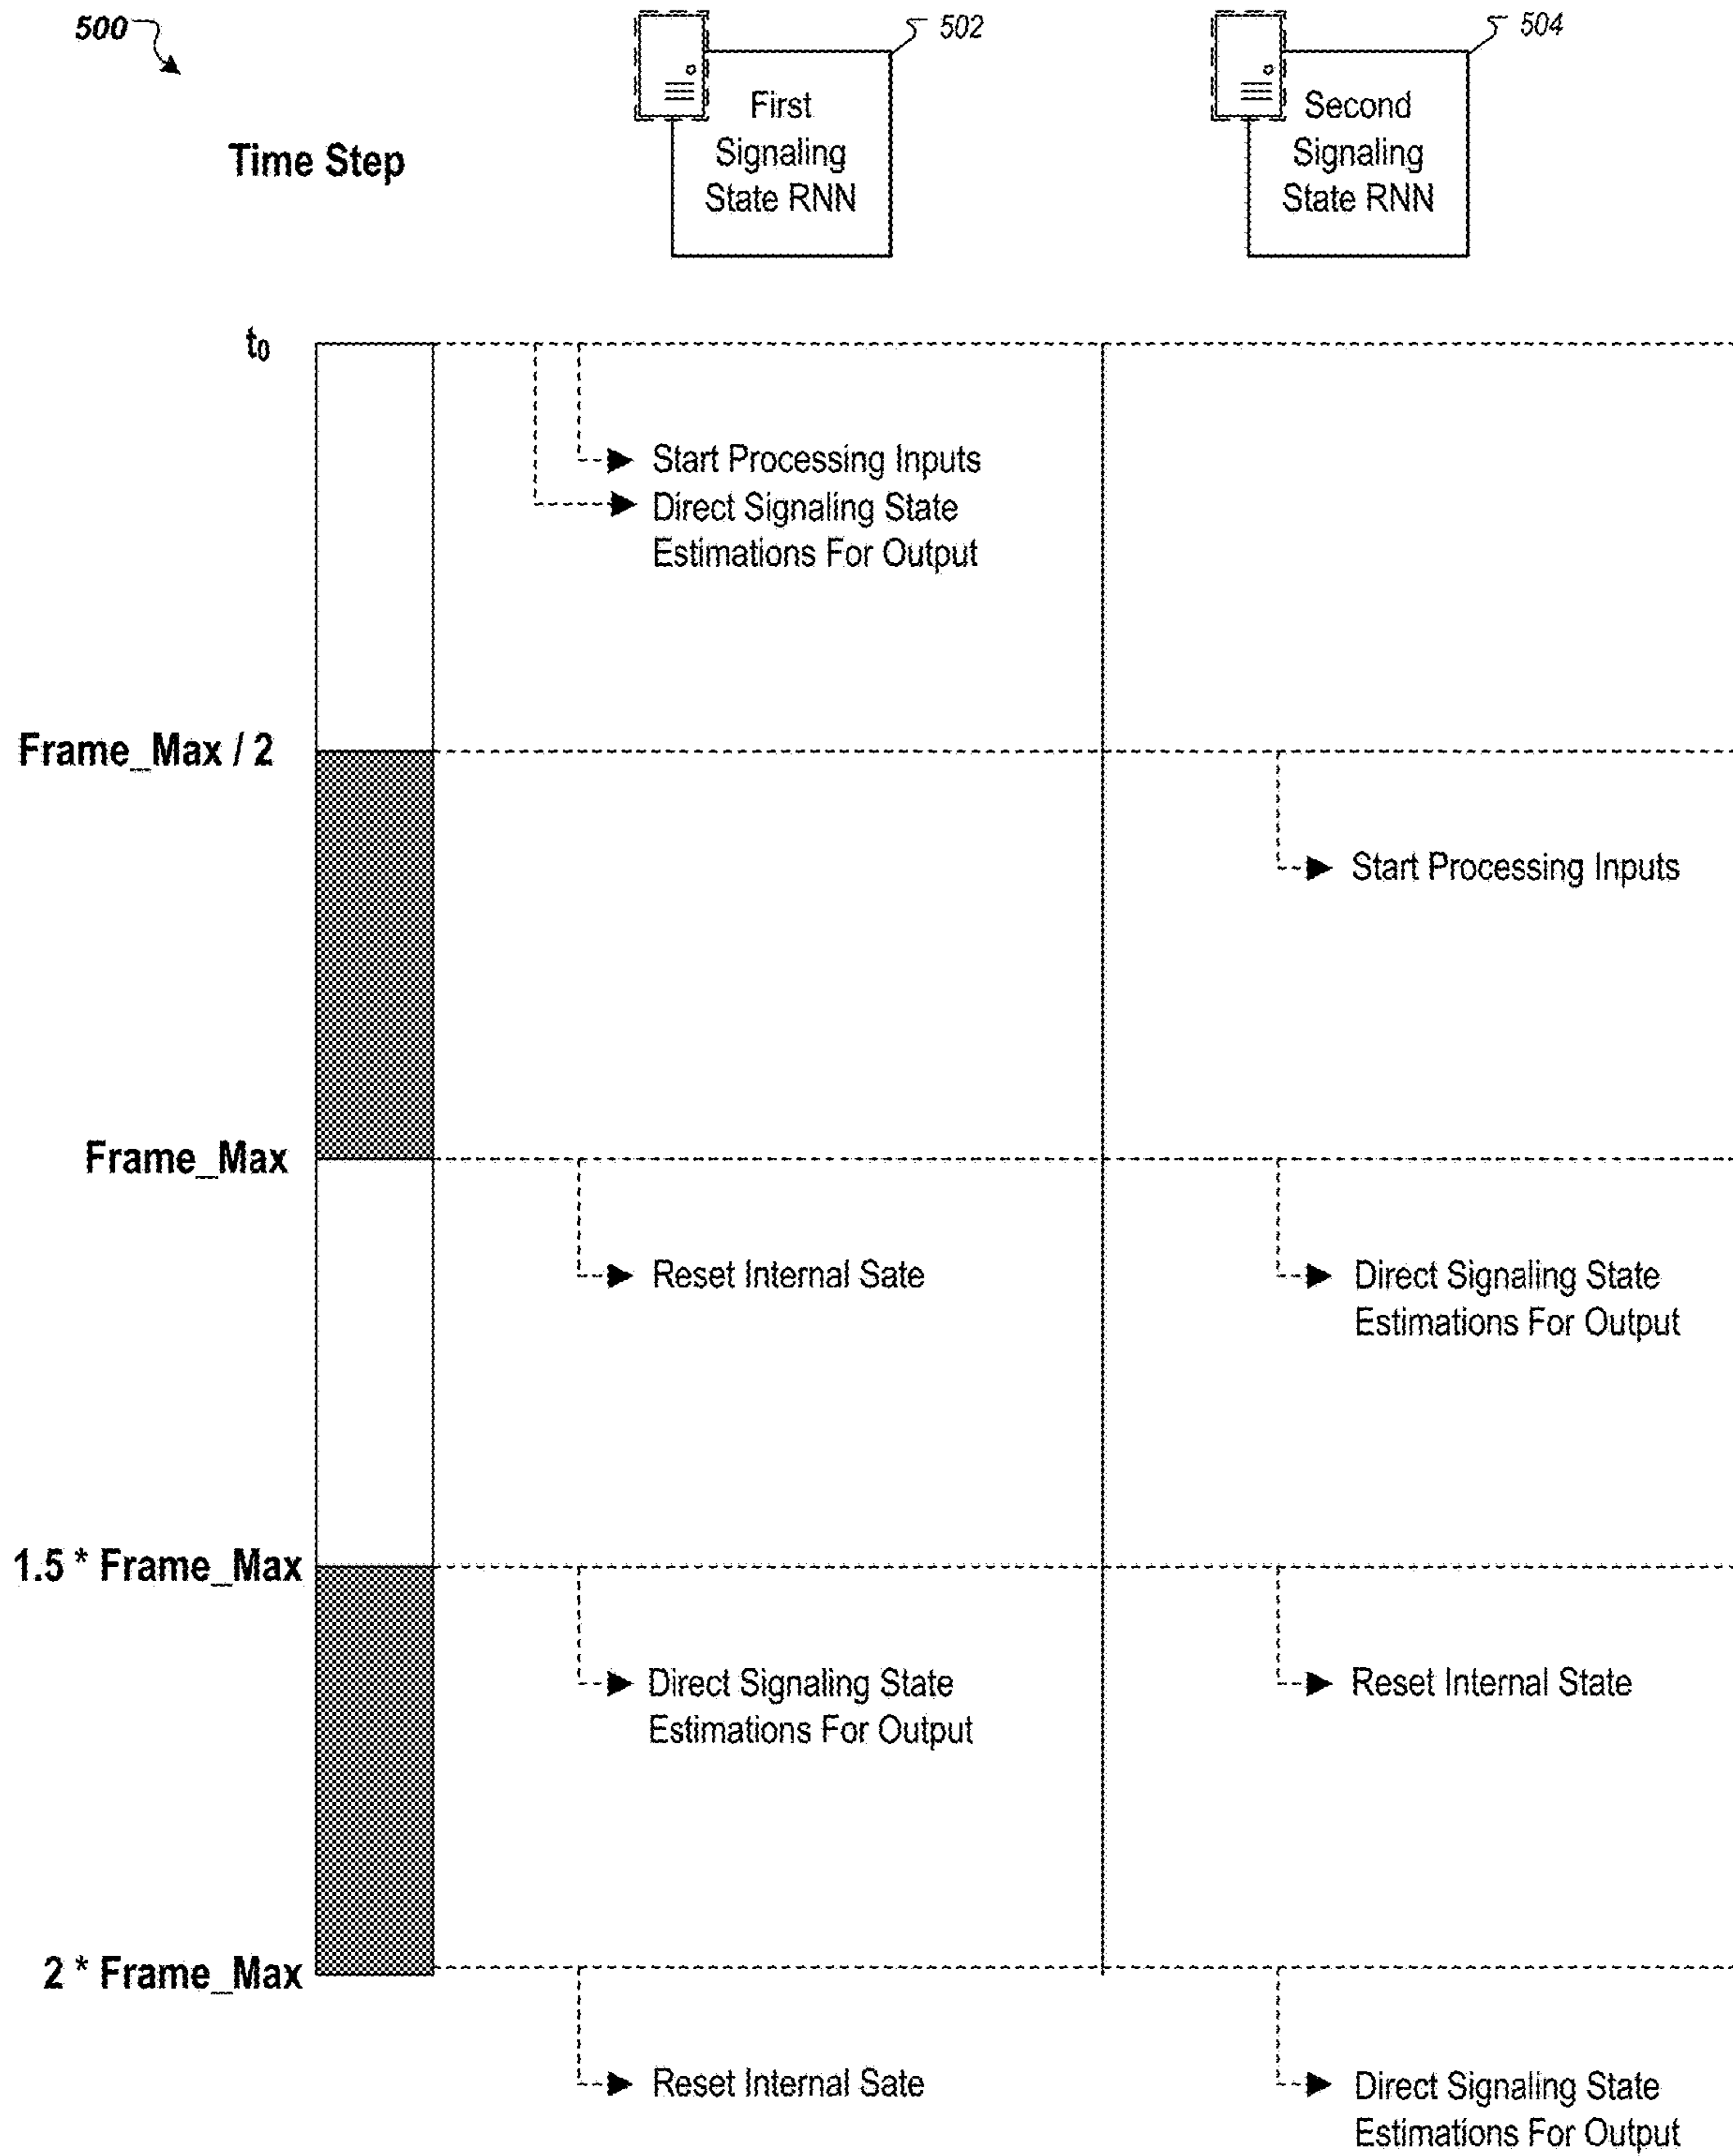 500
502
504
Time Step
First
Signaling
State RNN
Second
Signaling
State RNN
t0
Start Processing Inputs
Direct Signaling State
Estimations For Output
Frame_Max / 2
Start Processing Inputs
Frame_Max
Reset Internal Sate
Direct Signaling State
Estimations For Output
1.5 * Frame_Max
Direct Signaling State
Estimations For Output
Reset Internal State
2 * Frame_Max
Reset Internal Sate
Direct Signaling State
Estimations For Output